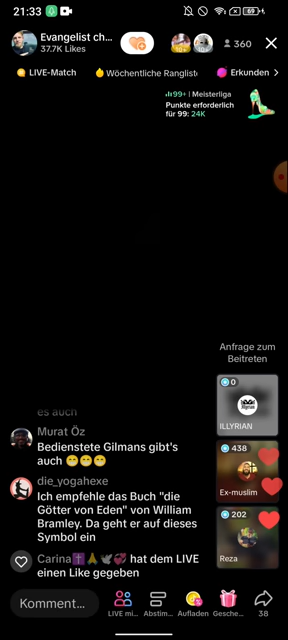 21:33
69
Evangelist ch...
37.7K Likes
10+
10+
360
LIVE-Match
Wöchentliche Rangliste
Erkunden
99+ | Meisterliga
Punkte erforderlich
für 99: 24K
Anfrage zum
Beitreten
0
ILLYRIAN
es auch
Murat Öz
Bedienstete Gilmans gibt's
auch 😁😁😁
438
Ex-muslim
die_yogahexe
Ich empfehle das Buch "die
Götter von Eden" von William
Bramley. Da geht er auf dieses
Symbol ein
202
Reza
Carina✝️🙏🕊️💞 hat dem LIVE
einen Like gegeben
Komment...
LIVE mi...
Abstim...
Aufladen
Gesche...
38